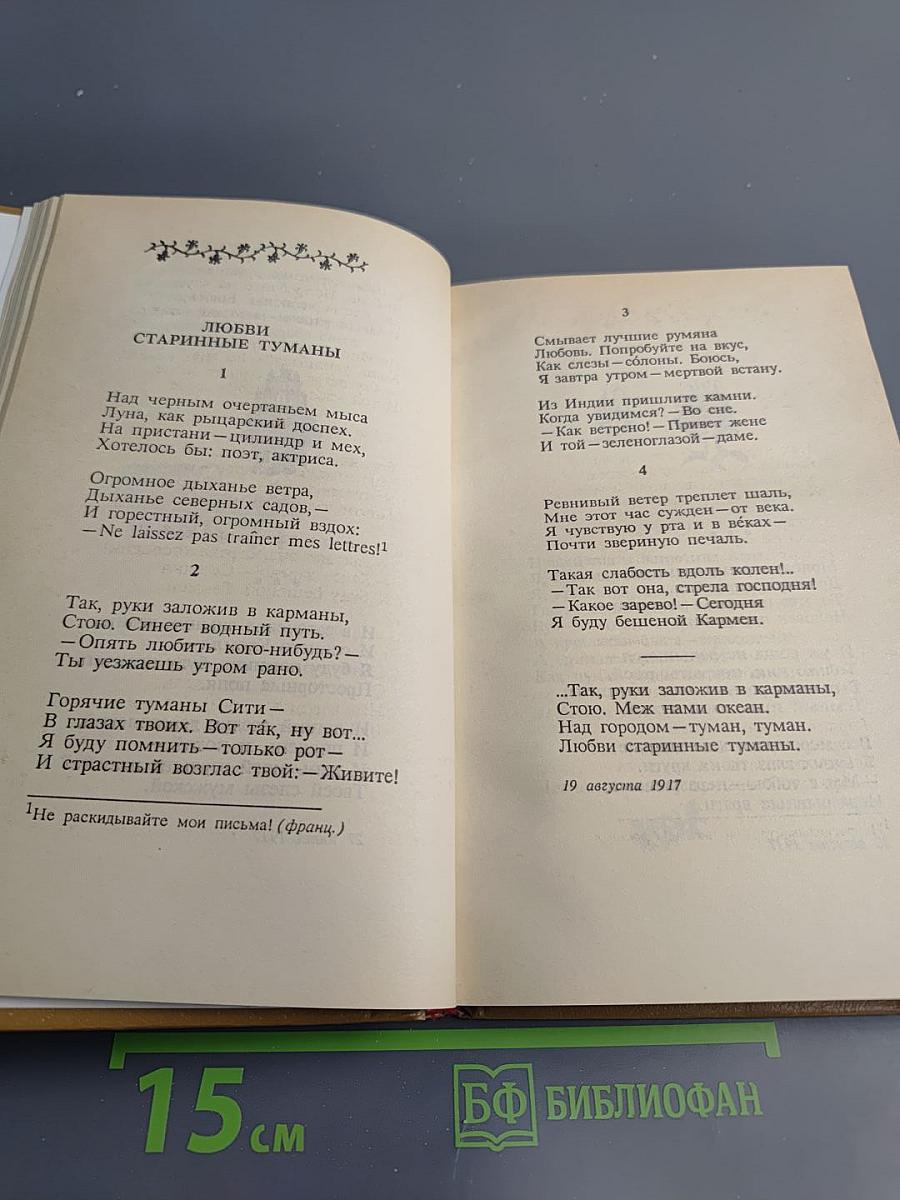 ЛЮБВИ
СТАРИННЫЕ ТУМАНЫ
1
Над черным очертаньем мыса
Луна, как рыцарский доспех.
На пристани — цилиндр и мех,
Хотелось бы: поэт, актриса.
Огромное дыханье ветра,
Дыханье северных садов, —
И горестный, огромный вздох:
— Ne laissez pas traîner mes lettres!¹
2
Так, руки заложив в карманы,
Стою. Синеет водный путь.
— Опять любить кого-нибудь? —
Ты уезжаешь утром рано.
Горячие туманы Сити —
В глазах твоих. Вот та́к, ну вот...
Я буду помнить — только рот —
И страстный возглас твой: — Живите!
¹Не раскидывайте мои письма! (франц.)
3
Смывает лучшие румяна
Любовь. Попробуйте на вкус,
Как слезы — со́лоны. Боюсь,
Я завтра утром — мертвой встану.
Из Индии пришлите камни.
Когда увидимся? — Во сне.
— Как ветрено! — Привет жене
И той — зеленоглазой — даме.
4
Ревнивый ветер треплет шаль,
Мне этот час сужден — от века.
Я чувствую у рта и в ве́ках —
Почти звериную печаль.
Такая слабость вдоль колен!..
— Так вот она, стрела господня!
— Какое зарево! — Сегодня
Я буду бешеной Кармен.
...Так, руки заложив в карманы,
Стою. Меж нами океан.
Над городом — туман, туман.
Любви старинные туманы.
19 августа 1917
15 см
БФ БИБЛИОФАН